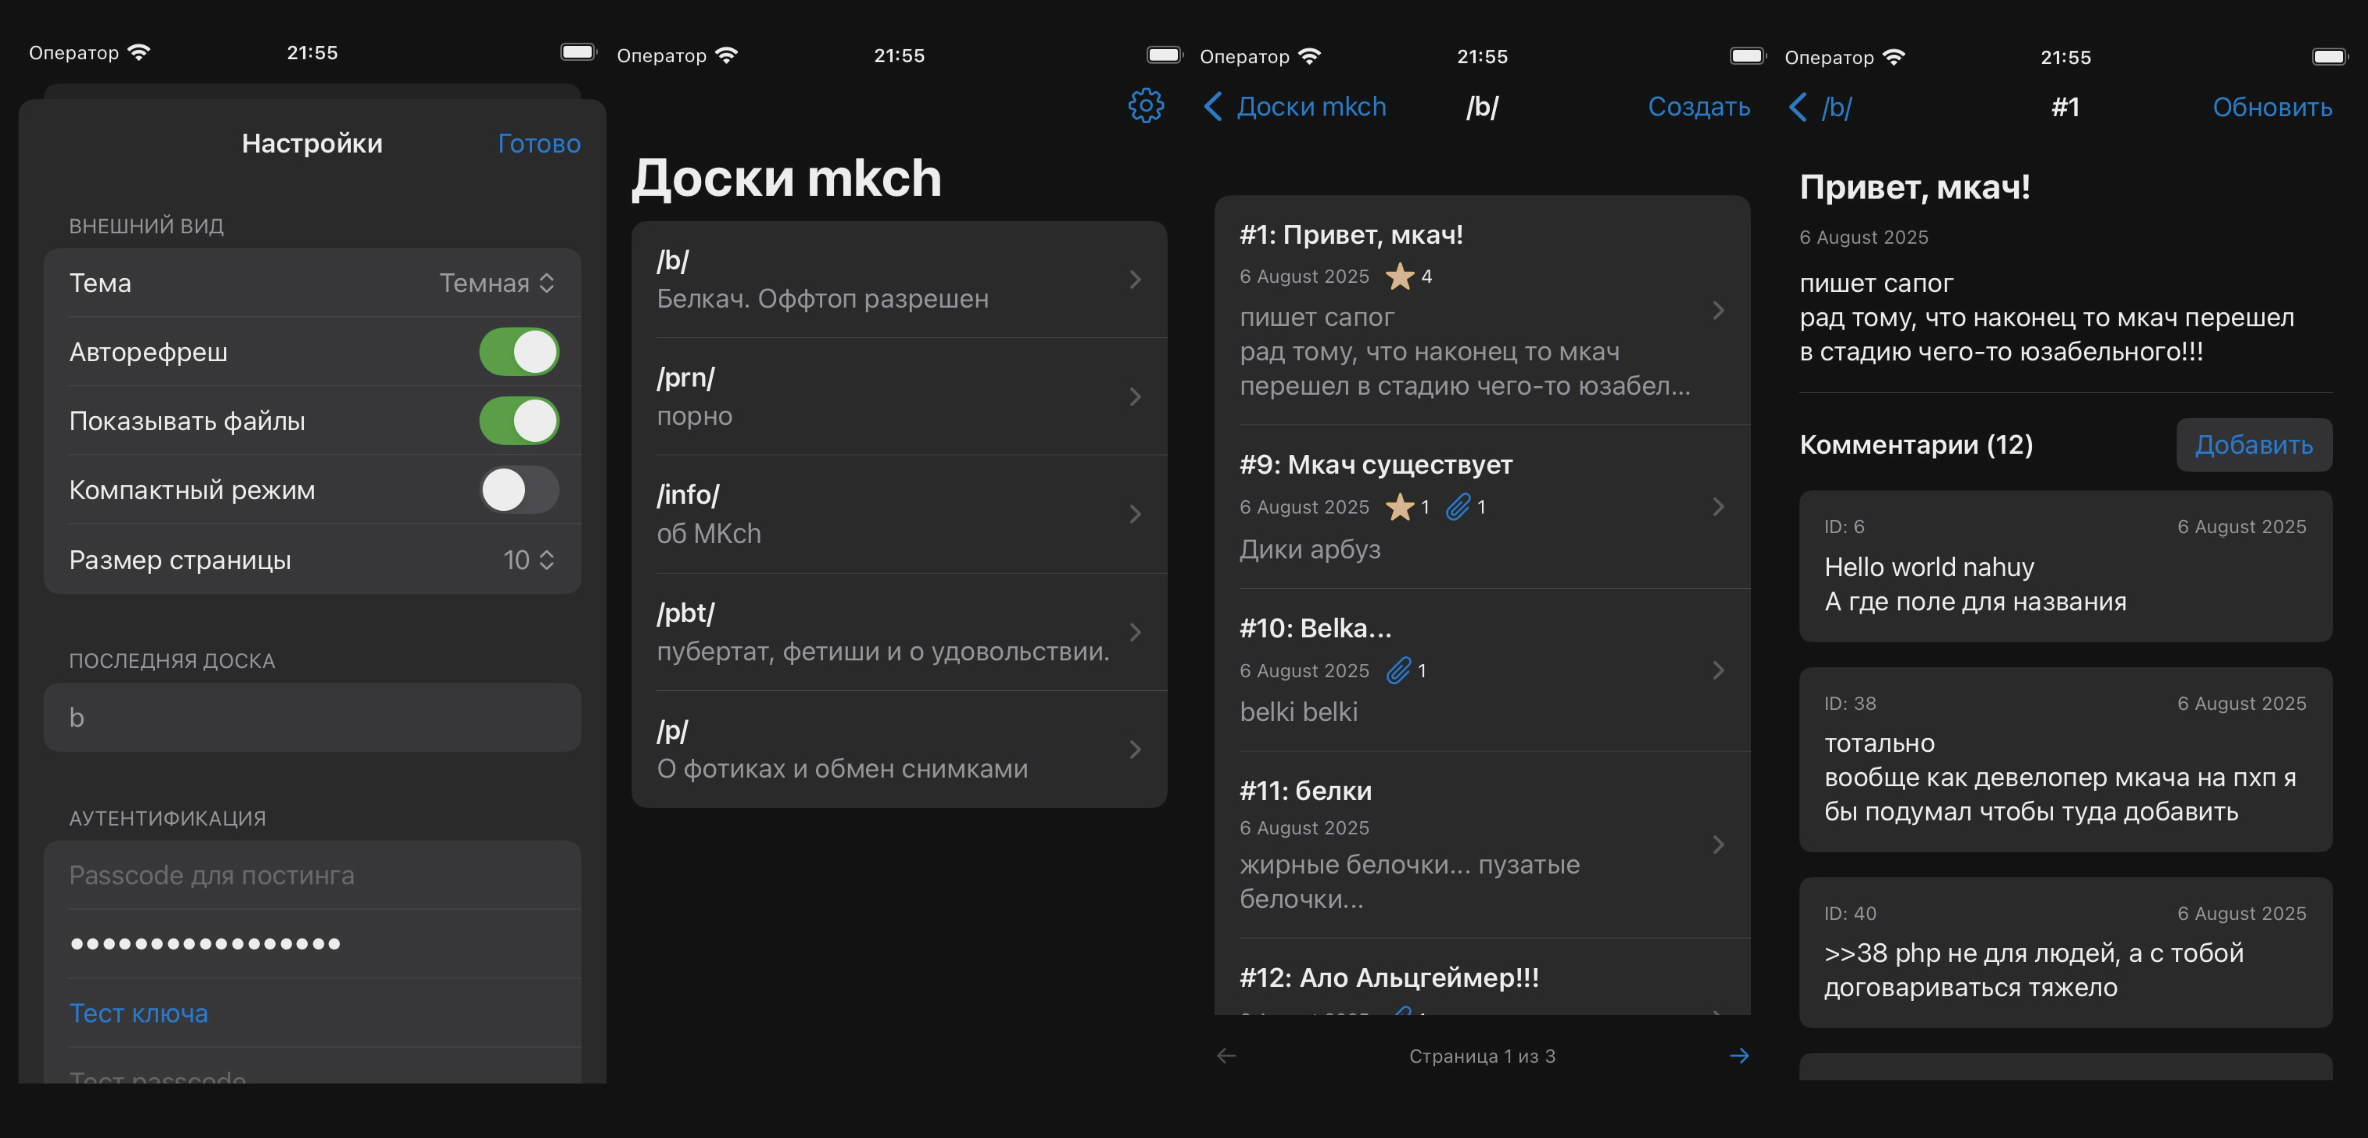 Оператор
21:55
Настройки
Готово
ВНЕШНИЙ ВИД
Тема
Темная
Авторефреш
Показывать файлы
Компактный режим
Размер страницы
10
ПОСЛЕДНЯЯ ДОСКА
b
АУТЕНТИФИКАЦИЯ
Passcode для постинга
•••••••••••••••••
Тест ключа
Тест passcode
Оператор
21:55
Доски mkch
/b/
Белкач. Оффтоп разрешен
/prn/
порно
/info/
об MKch
/pbt/
пубертат, фетиши и о удовольствии.
/p/
О фотиках и обмен снимками
Оператор
21:55
Доски mkch
/b/
Создать
#1: Привет, мкач!
6 August 2025
4
пишет сапог
рад тому, что наконец то мкач
перешел в стадию чего-то юзабел...
#9: Мкач существует
6 August 2025
1
1
Дики арбуз
#10: Belka...
6 August 2025
1
belki belki
#11: белки
6 August 2025
жирные белочки... пузатые
белочки...
#12: Ало Альцгеймер!!!
Страница 1 из 3
Оператор
21:55
/b/
#1
Обновить
Привет, мкач!
6 August 2025
пишет сапог
рад тому, что наконец то мкач перешел
в стадию чего-то юзабельного!!!
Комментарии (12)
Добавить
ID: 6
6 August 2025
Hello world nahuy
А где поле для названия
ID: 38
6 August 2025
тотально
вообще как девелопер мкача на пхп я
бы подумал чтобы туда добавить
ID: 40
6 August 2025
>>38 php не для людей, а с тобой
договариваться тяжело